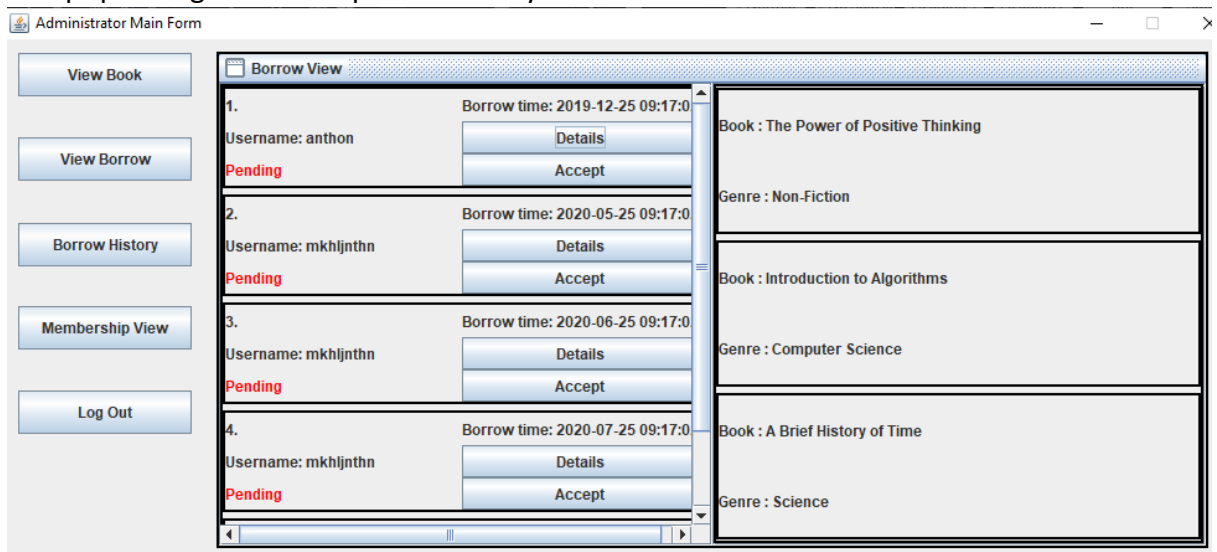 Administrator Main Form
View Book
View Borrow
Borrow History
Membership View
Log Out
Borrow View
1.
Borrow time: 2019-12-25 09:17:0
Username: anthon
Details
Pending
Accept
2.
Borrow time: 2020-05-25 09:17:0
Username: mkhljnthn
Details
Pending
Accept
3.
Borrow time: 2020-06-25 09:17:0
Username: mkhljnthn
Details
Pending
Accept
4.
Borrow time: 2020-07-25 09:17:0
Username: mkhljnthn
Details
Pending
Accept
Book : The Power of Positive Thinking
Genre : Non-Fiction
Book : Introduction to Algorithms
Genre : Computer Science
Book : A Brief History of Time
Genre : Science